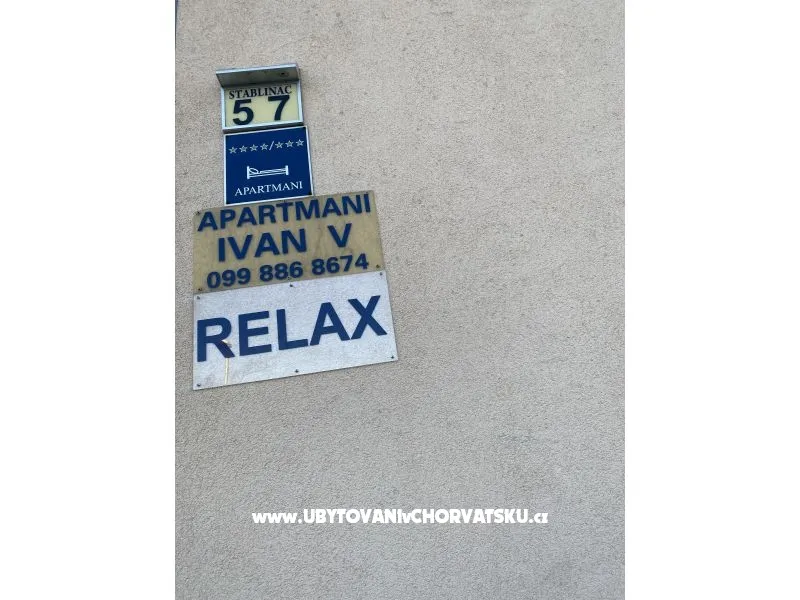 STABLINAC
57
★★★★/★★★
APARTMANI
APARTMANI
IVAN V
099 886 8674
RELAX
www.UBYTOVANIvCHORVATSKU.cz